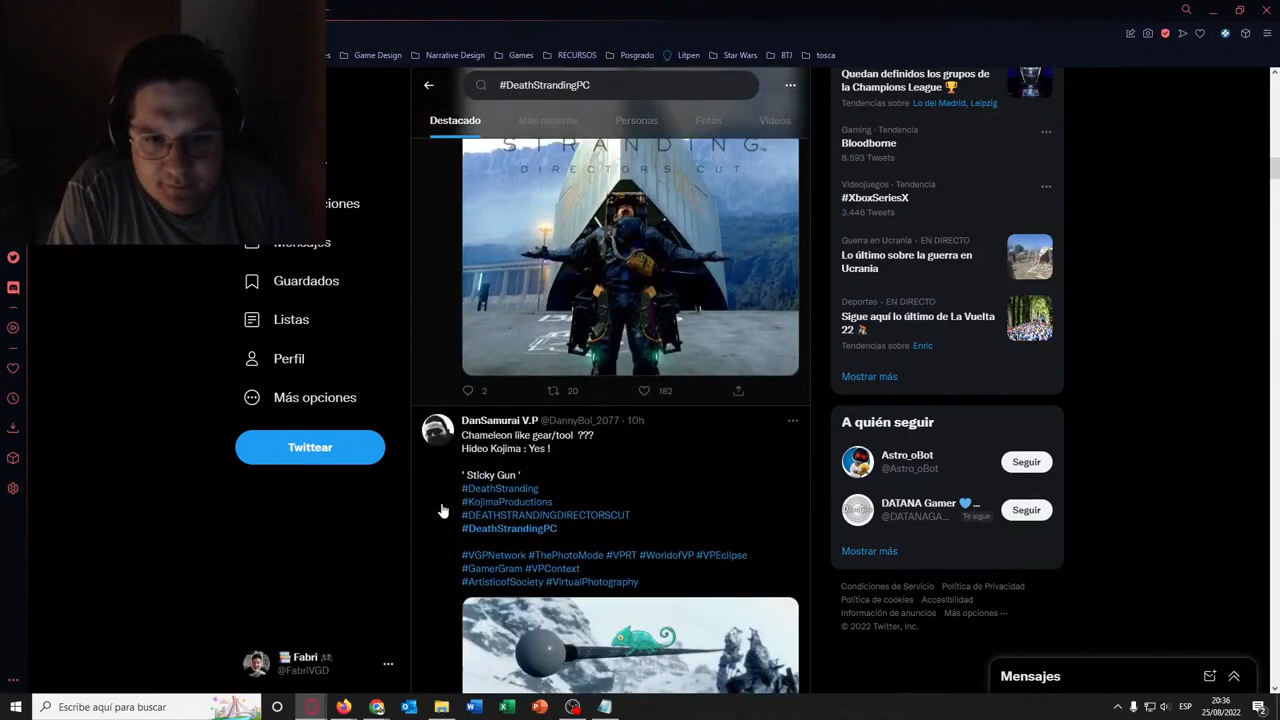 Game Design
Narrative Design
Games
RECURSOS
Posgrado
Litpen
Star Wars
BTJ
tosca
#DeathStrandingPC
Destacado
Más reciente
Personas
Fotos
Videos
STRANDING
DIRECTOR'S CUT
2
20
182
DanSamurai V.P @DannyBoi_2077 · 10h
Chameleon like gear/tool ???
Hideo Kojima : Yes !
' Sticky Gun '
#DeathStranding
#KojimaProductions
#DEATHSTRANDINGDIRECTORSCUT
#DeathStrandingPC
#VGPNetwork #ThePhotoMode #VPRT #WorldofVP #VPEclipse
#GamerGram #VPContext
#ArtisticofSociety #VirtualPhotography
Mensajes
Guardados
Listas
Perfil
Más opciones
Twittear
Fabri
@FabriVGD
Quedan definidos los grupos de
la Champions League
Tendencias sobre Lo del Madrid, Leipzig
Gaming · Tendencia
Bloodborne
6.593 Tweets
Videojuegos · Tendencia
#XboxSeriesX
3.446 Tweets
Guerra en Ucrania · EN DIRECTO
Lo último sobre la guerra en
Ucrania
Deportes · EN DIRECTO
Sigue aquí lo último de La Vuelta
22
Tendencias sobre Enric
Mostrar más
A quién seguir
Astro_oBot
@Astro_oBot
Seguir
DATANA Gamer 💙...
@DATANAGA... Te sigue
Seguir
Mostrar más
Condiciones de Servicio Política de Privacidad
Política de cookies Accesibilidad
Información de anuncios Más opciones ···
© 2022 Twitter, Inc.
Mensajes
Escribe aquí para buscar
ESP
20:36
25/08/2022